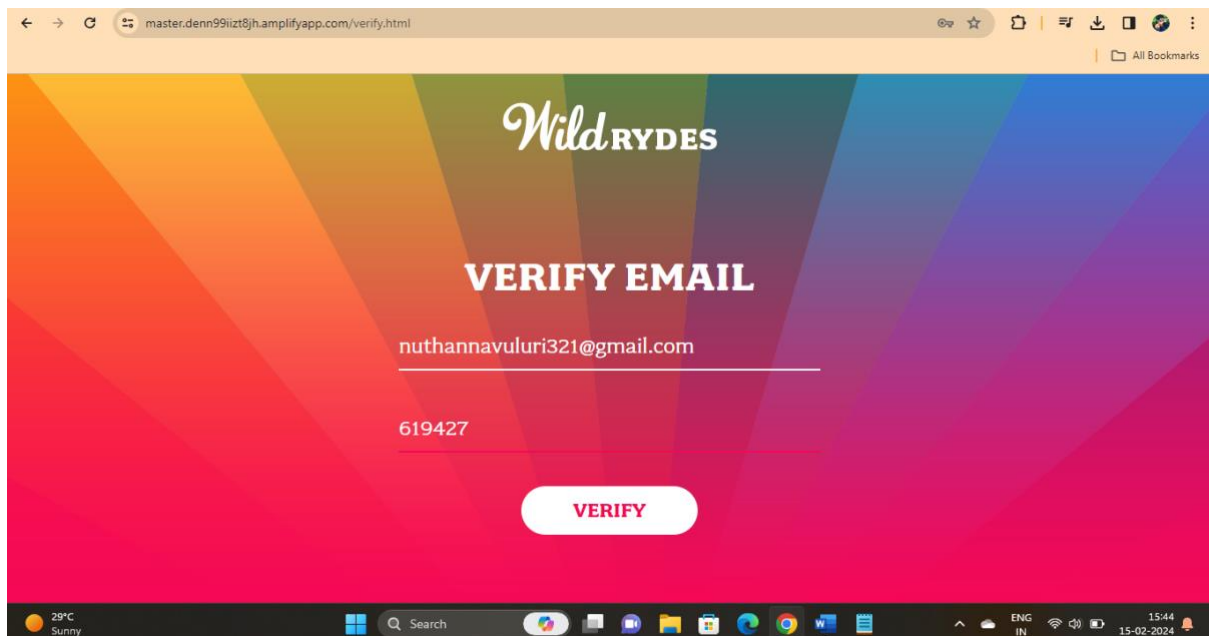 master.denn99iizt8jh.amplifyapp.com/verify.html
All Bookmarks
Wild RYDES
VERIFY EMAIL
nuthannavuluri321@gmail.com
619427
VERIFY
29°C
Sunny
Search
ENG
IN
15:44
15-02-2024